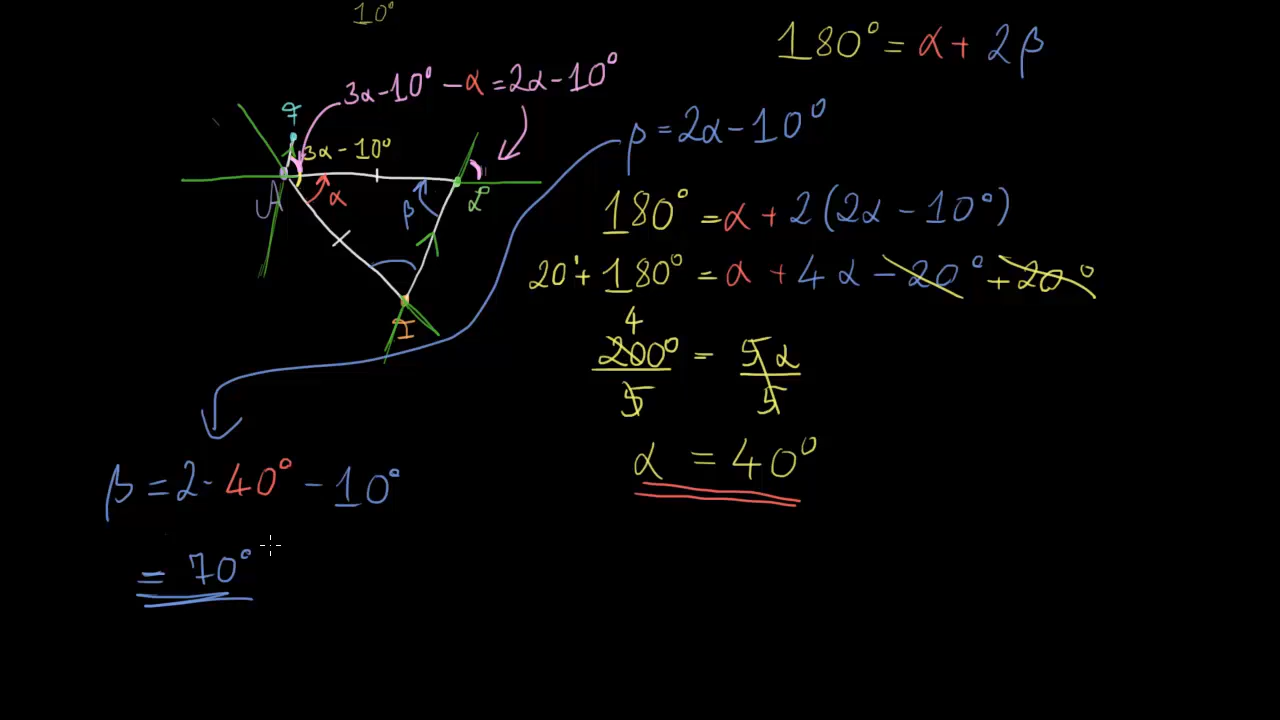 10°
180° = α + 2β
3α - 10° - α = 2α - 10°
β = 2α - 10°
3α - 10°
A
α
β
180° = α + 2(2α - 10°)
20° + 180° = α + 4α - 20° + 20°
4
200° = 5α
5 5
α = 40°
β = 2 · 40° - 10°
= 70°